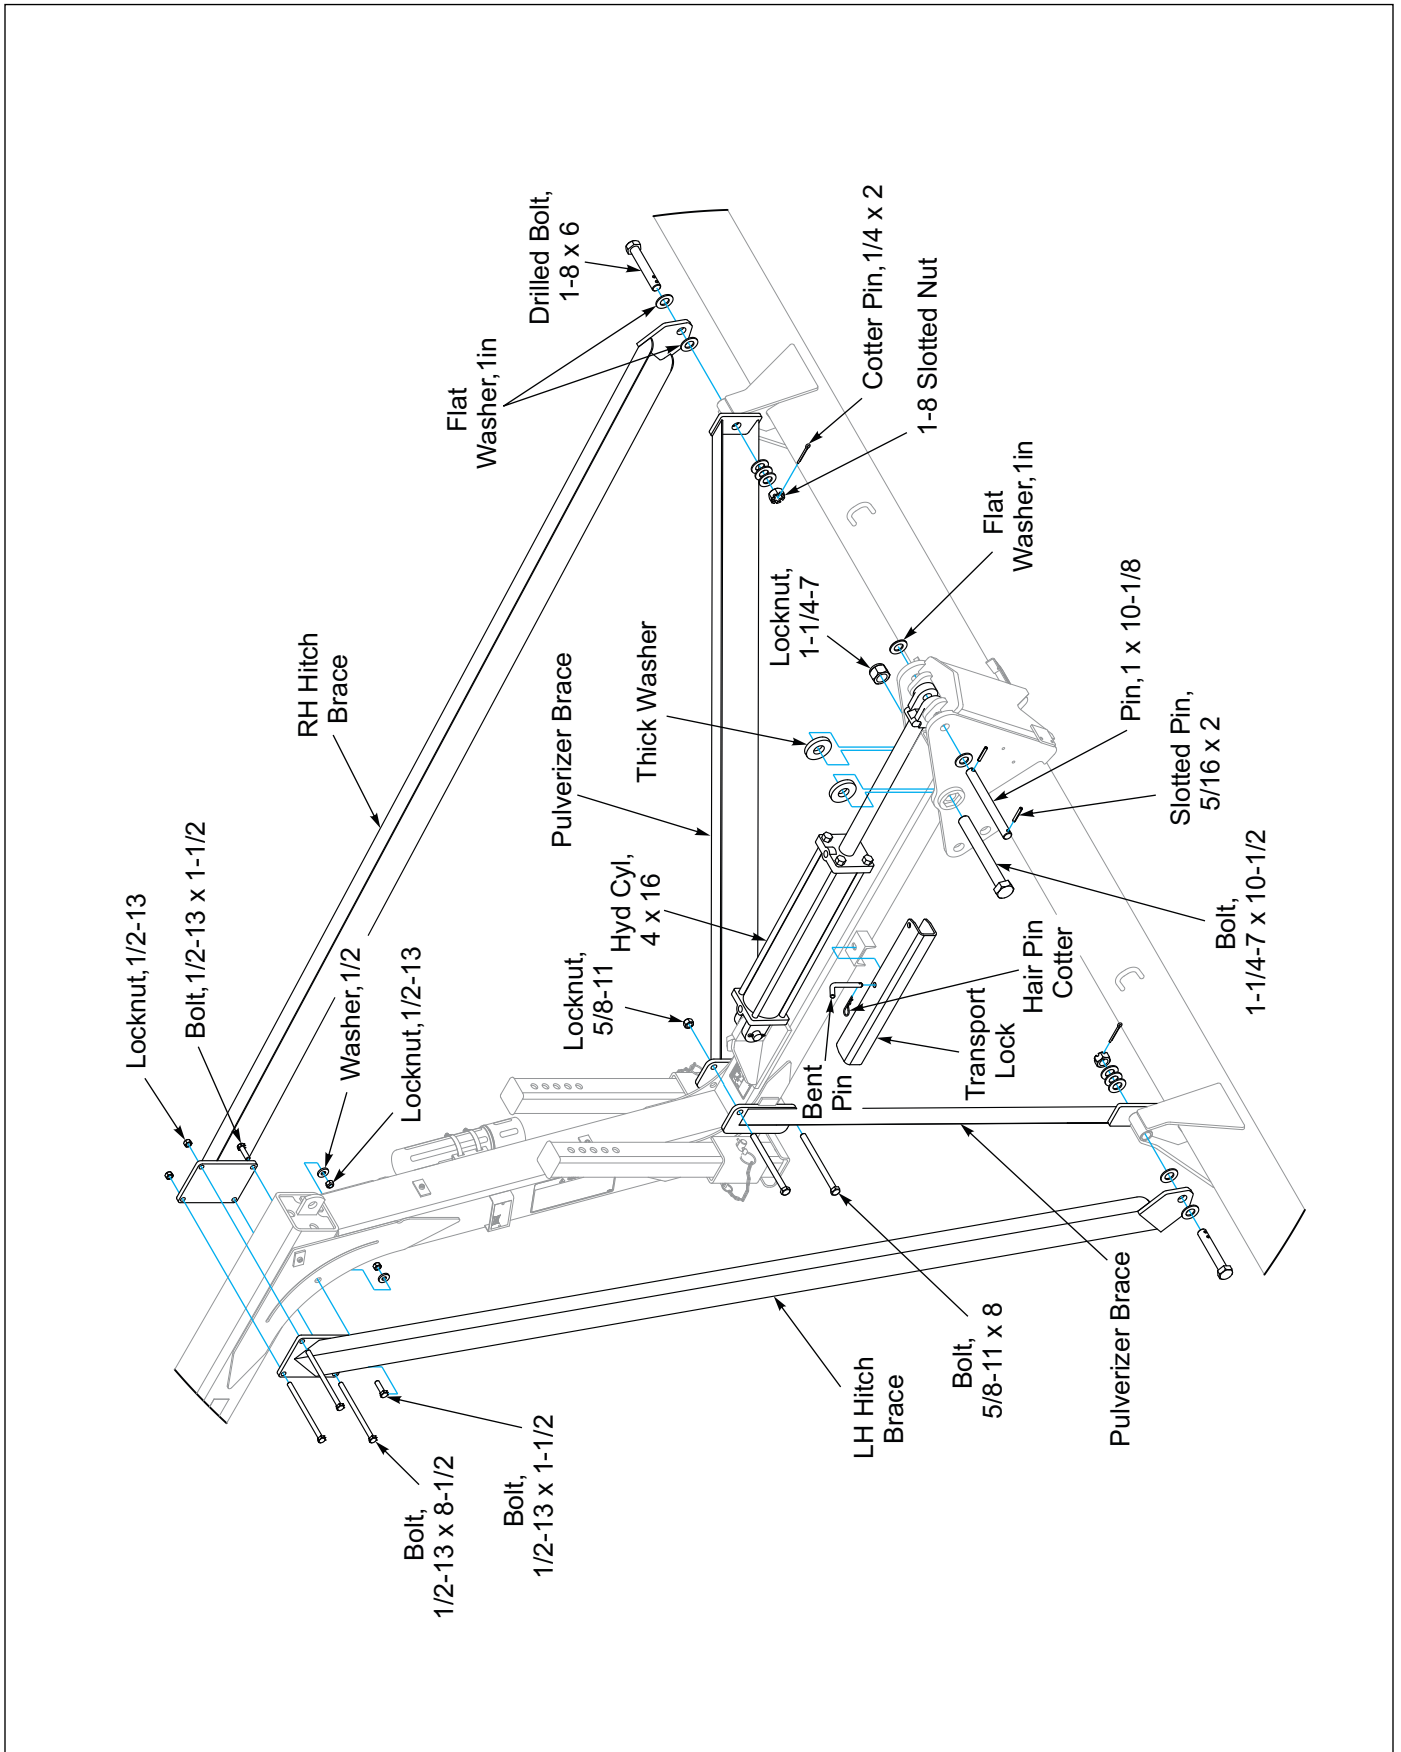 Locknut,1/2-13
Bolt,1/2-13 x 1-1/2
Washer,1/2
Locknut,1/2-13
RH Hitch
Brace
Flat
Washer,1in
Drilled Bolt,
1-8 x 6
Cotter Pin,1/4 x 2
1-8 Slotted Nut
Pulverizer Brace
Thick Washer
Hyd Cyl,
4 x 16
Locknut,
5/8-11
Locknut,
1-1/4-7
Flat
Washer,1in
Pin,1 x 10-1/8
Slotted Pin,
5/16 x 2
Bolt,
1-1/4-7 x 10-1/2
Hair Pin
Cotter
Transport
Lock
Bent
Pin
Bolt,
1/2-13 x 8-1/2
Bolt,
1/2-13 x 1-1/2
LH Hitch
Brace
Bolt,
5/8-11 x 8
Pulverizer Brace